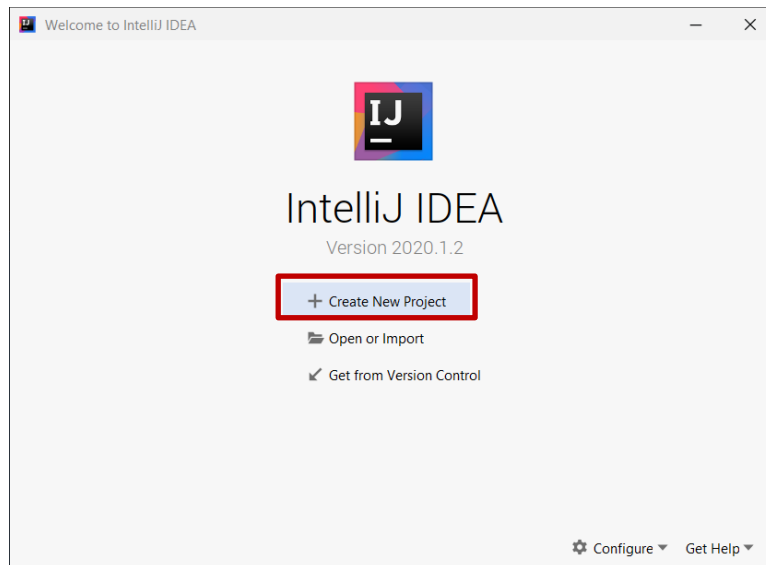 Welcome to IntelliJ IDEA
IJ
IntelliJ IDEA
Version 2020.1.2
Create New Project
Open or Import
Get from Version Control
Configure Get Help